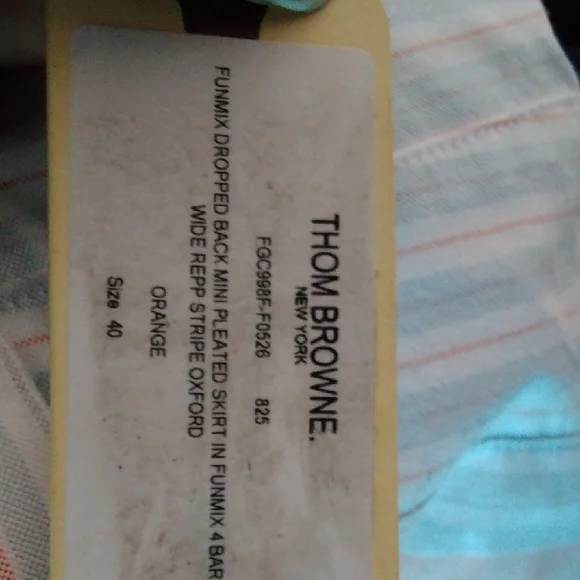 THOM BROWNE.
NEW YORK
FGC998F-F0526 825
FUNMIX DROPPED BACK MINI PLEATED SKIRT IN FUNMIX 4 BAR
WIDE REPP STRIPE OXFORD
ORANGE
Size 40